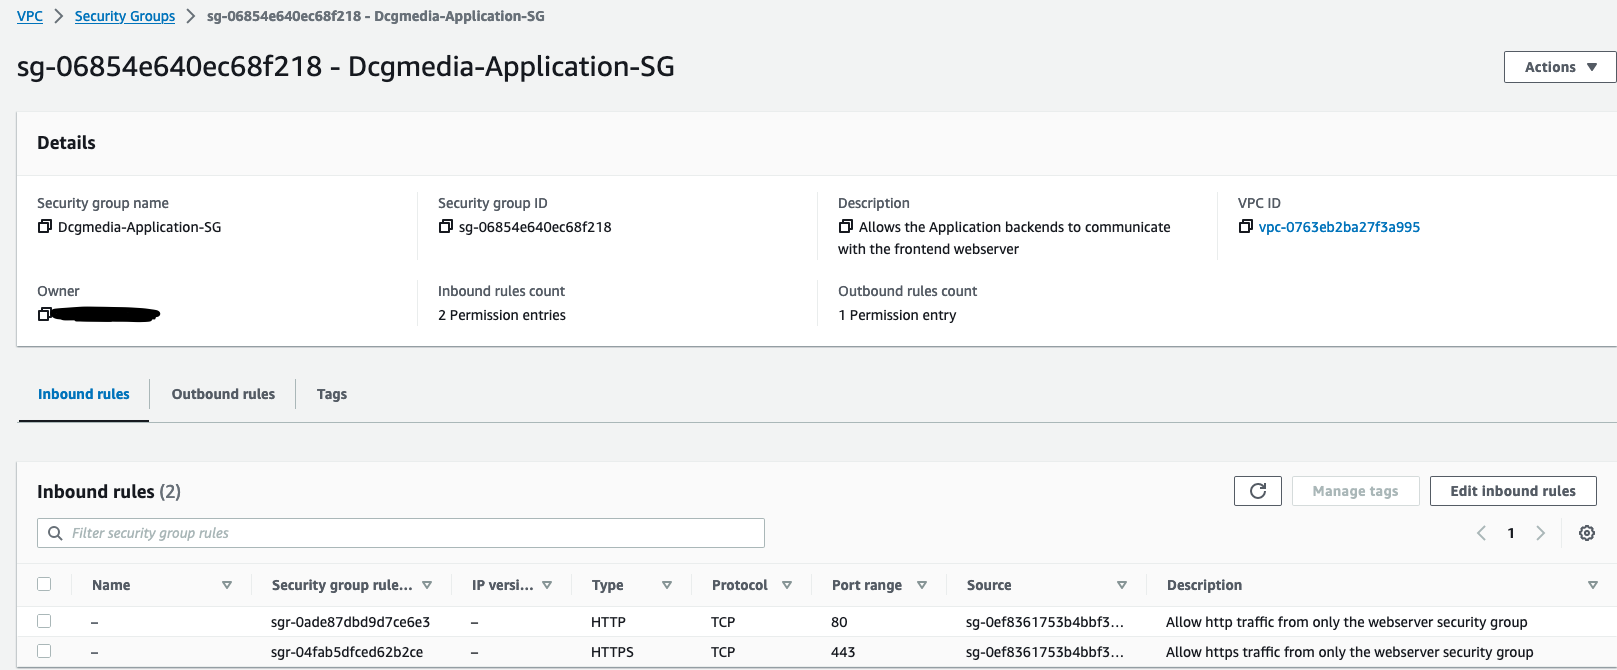 VPC > Security Groups > sg-06854e640ec68f218 - Dcgmedia-Application-SG
sg-06854e640ec68f218 - Dcgmedia-Application-SG
Actions
Details
Security group name
Dcgmedia-Application-SG
Security group ID
sg-06854e640ec68f218
Description
Allows the Application backends to communicate
with the frontend webserver
VPC ID
vpc-0763eb2ba27f3a995
Owner
Inbound rules count
2 Permission entries
Outbound rules count
1 Permission entry
Inbound rules Outbound rules Tags
Inbound rules (2)
Manage tags Edit inbound rules
Filter security group rules
1
Name Security group rule... IP versi... Type Protocol Port range Source Description
– sgr-0ade87dbd9d7ce6e3 – HTTP TCP 80 sg-0ef8361753b4bbf3... Allow http traffic from only the webserver security group
– sgr-04fab5dfced62b2ce – HTTPS TCP 443 sg-0ef8361753b4bbf3... Allow https traffic from only the webserver security group